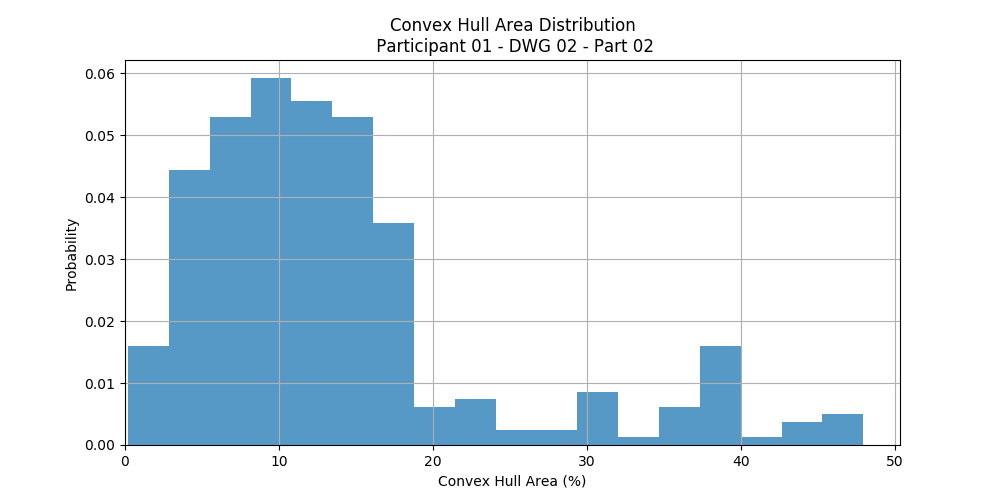 Convex Hull Area Distribution
Participant 01 - DWG 02 - Part 02
Probability
0.06
0.05
0.04
0.03
0.02
0.01
0.00
0 10 20 30 40 50
Convex Hull Area (%)